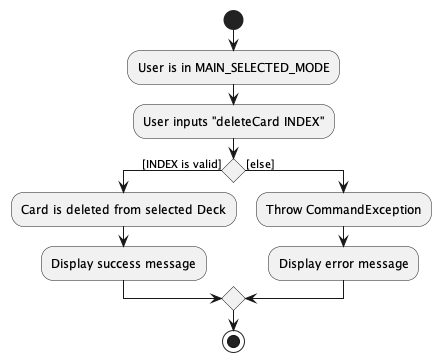 User is in MAIN_SELECTED_MODE
User inputs "deleteCard INDEX"
[INDEX is valid]
[else]
Card is deleted from selected Deck
Throw CommandException
Display success message
Display error message